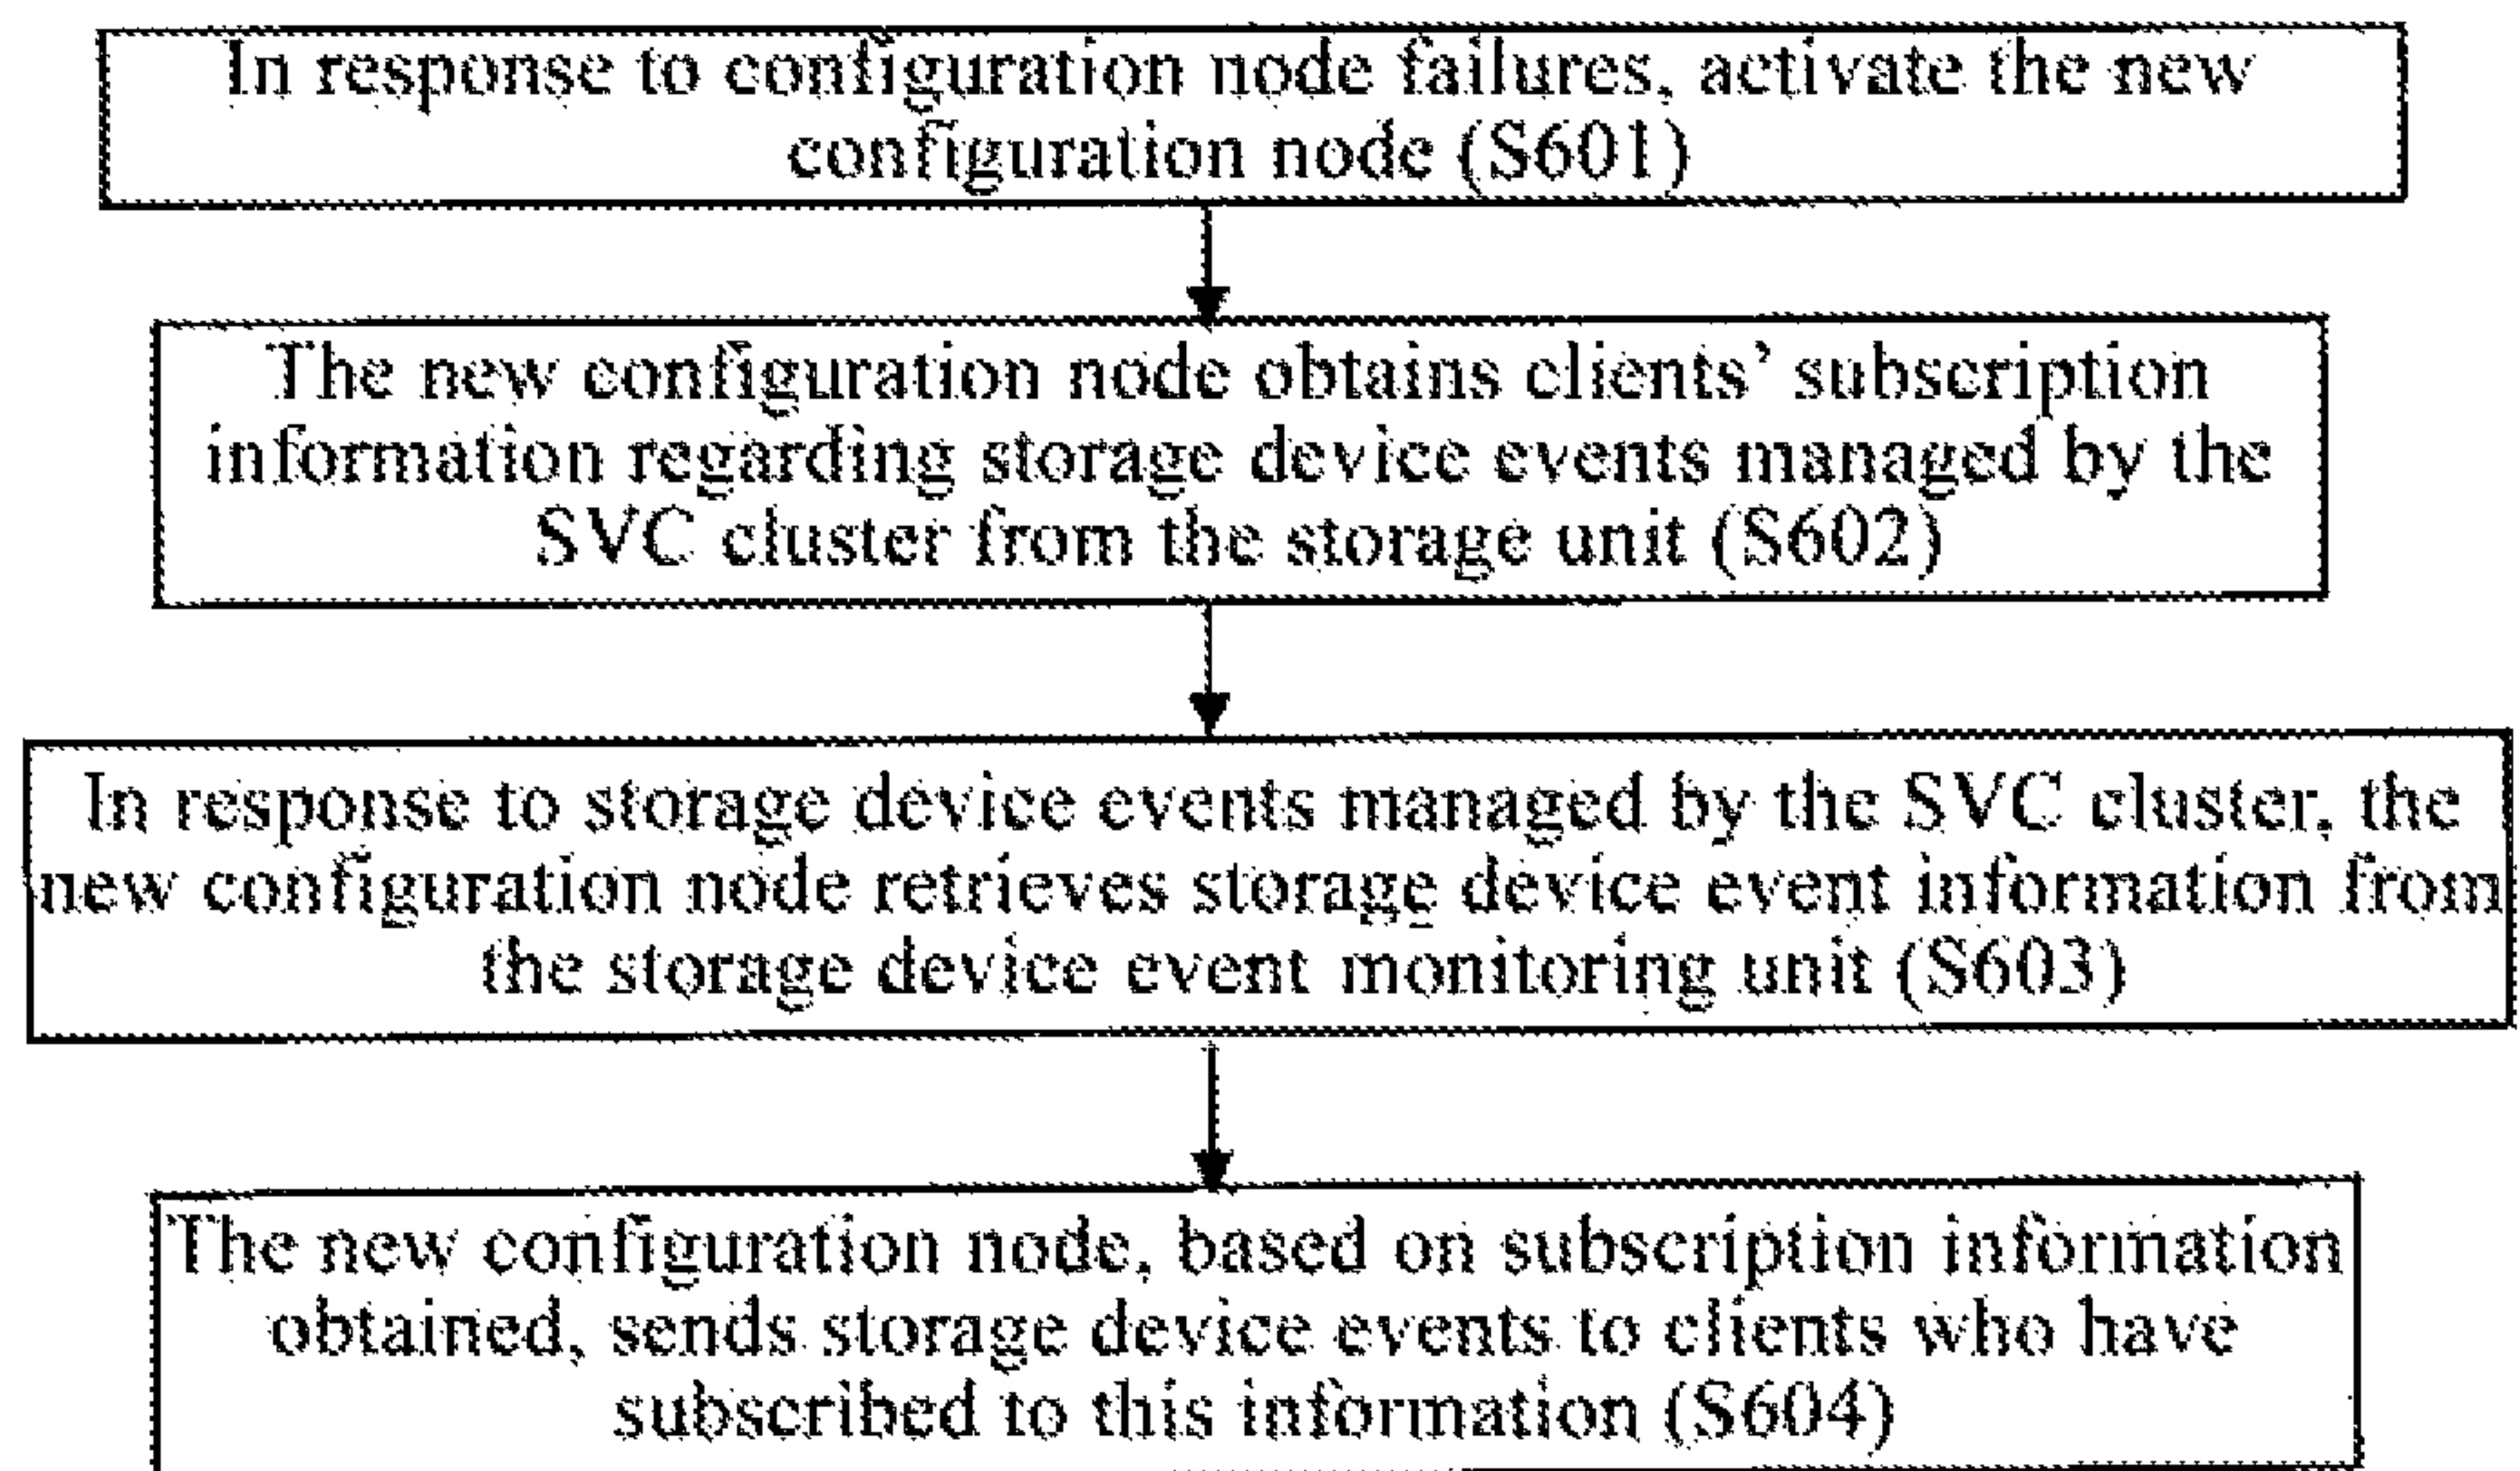 In response to configuration node failures, activate the new
configuration node (S601)
The new configuration node obtains clients’ subscription
information regarding storage device events managed by the
SVC cluster from the storage unit (S602)
In response to storage device events managed by the SVC cluster, the
new configuration node retrieves storage device event information from
the storage device event monitoring unit (S603)
The new configuration node, based on subscription information
obtained, sends storage device events to clients who have
subscribed to this information (S604)